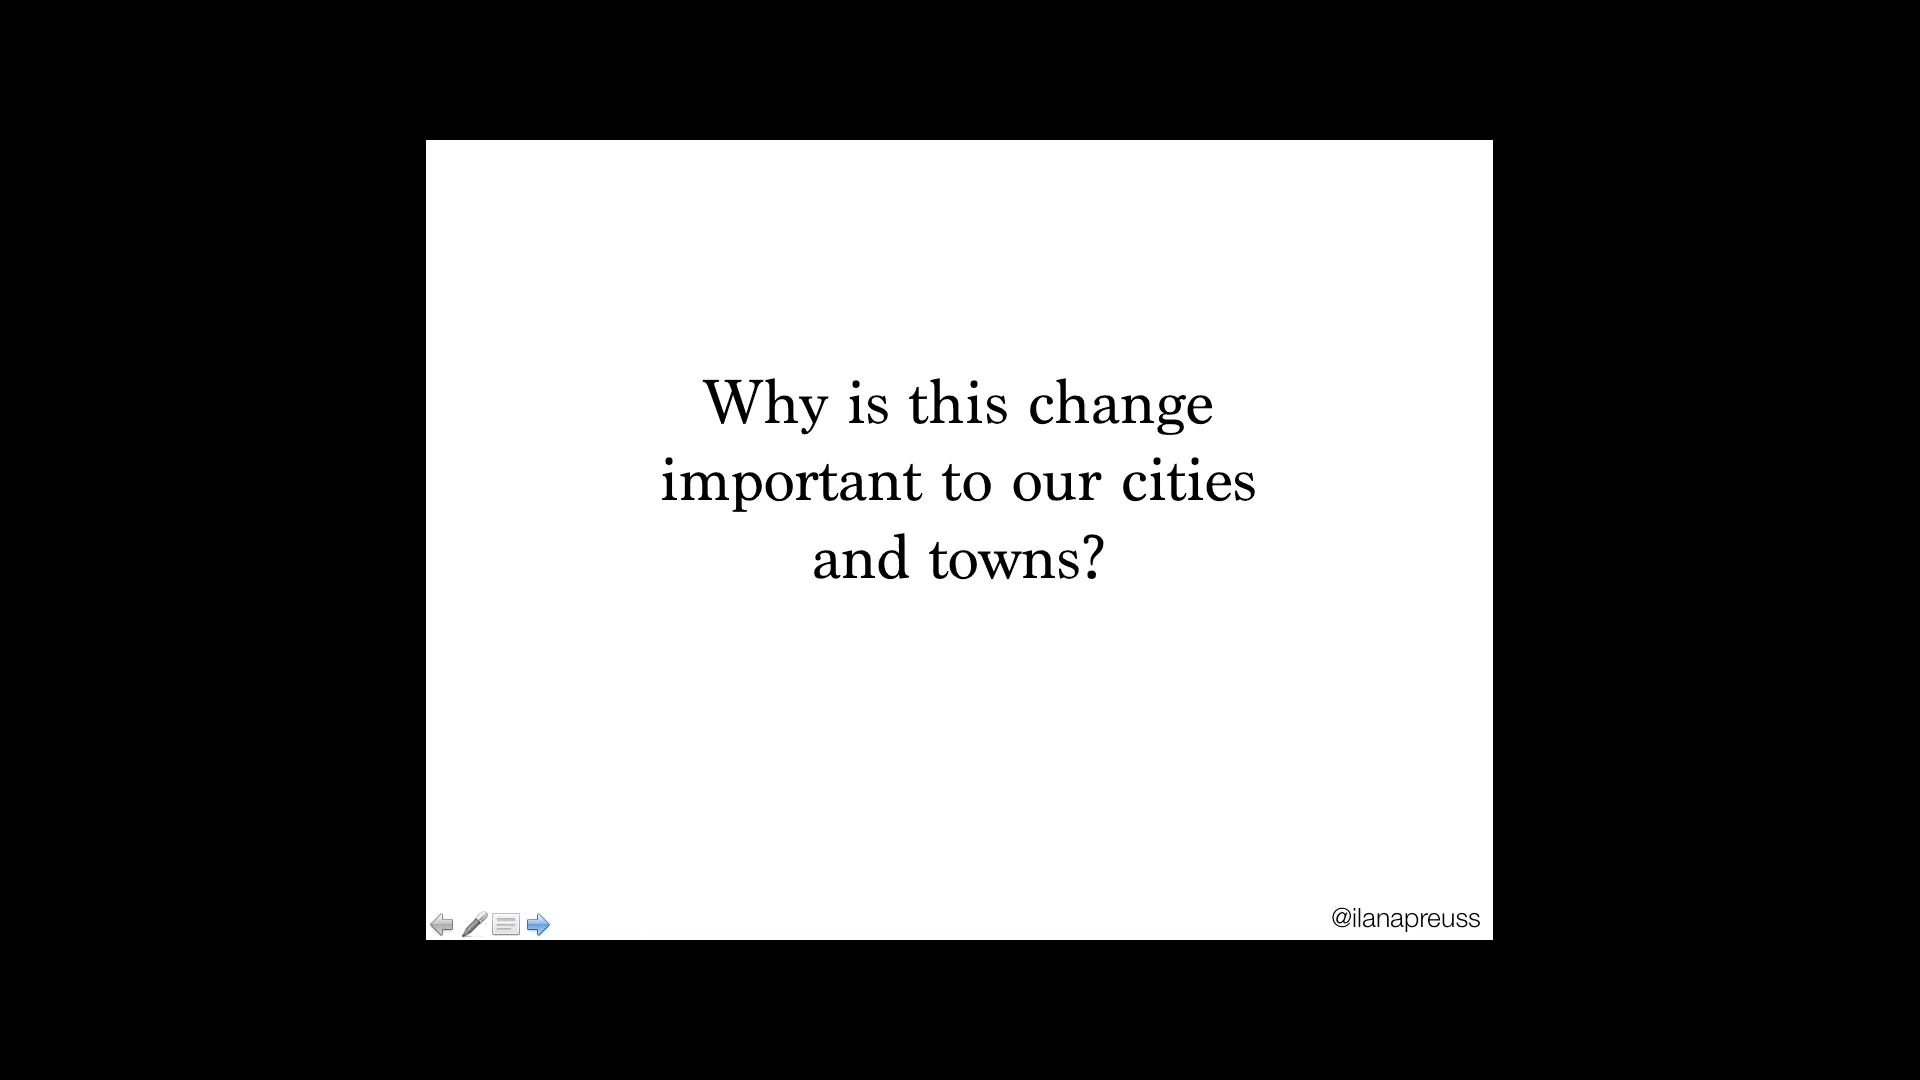 Why is this change
important to our cities
and towns?
@ilanapreuss